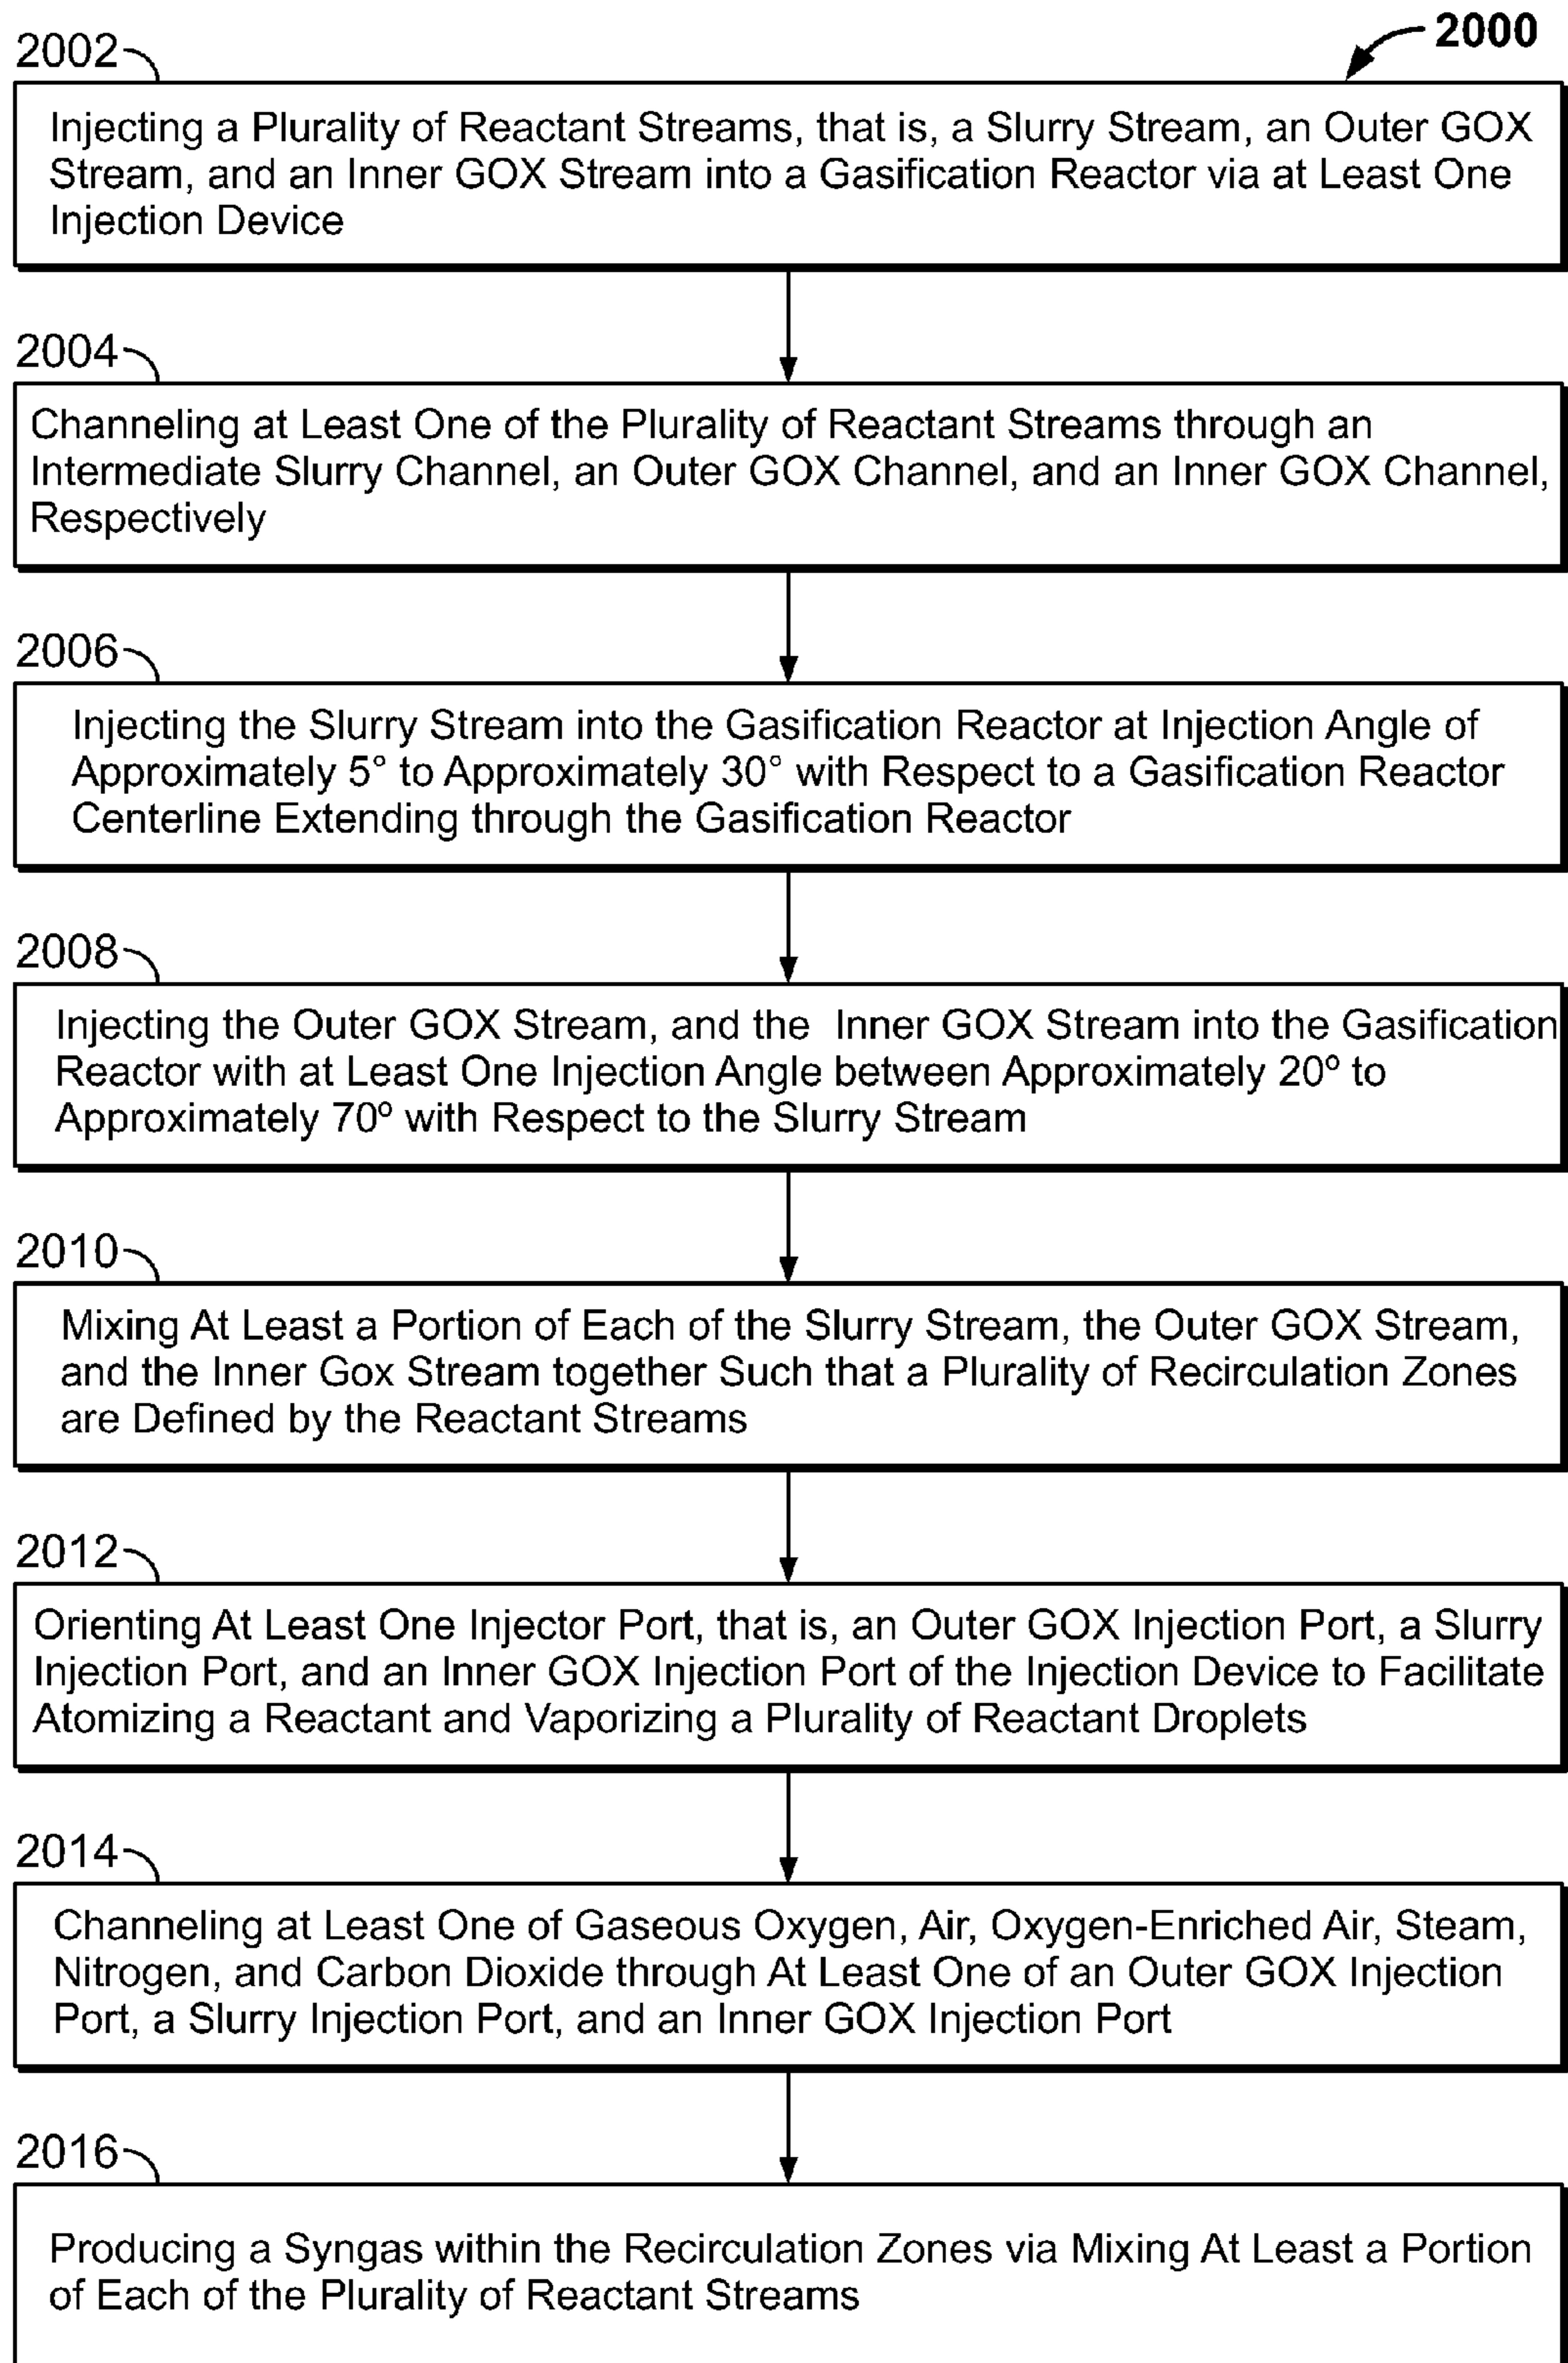 2000
2002
Injecting a Plurality of Reactant Streams, that is, a Slurry Stream, an Outer GOX
Stream, and an Inner GOX Stream into a Gasification Reactor via at Least One
Injection Device
2004
Channeling at Least One of the Plurality of Reactant Streams through an
Intermediate Slurry Channel, an Outer GOX Channel, and an Inner GOX Channel,
Respectively
2006
Injecting the Slurry Stream into the Gasification Reactor at Injection Angle of
Approximately 5° to Approximately 30° with Respect to a Gasification Reactor
Centerline Extending through the Gasification Reactor
2008
Injecting the Outer GOX Stream, and the Inner GOX Stream into the Gasification
Reactor with at Least One Injection Angle between Approximately 20º to
Approximately 70º with Respect to the Slurry Stream
2010
Mixing At Least a Portion of Each of the Slurry Stream, the Outer GOX Stream,
and the Inner Gox Stream together Such that a Plurality of Recirculation Zones
are Defined by the Reactant Streams
2012
Orienting At Least One Injector Port, that is, an Outer GOX Injection Port, a Slurry
Injection Port, and an Inner GOX Injection Port of the Injection Device to Facilitate
Atomizing a Reactant and Vaporizing a Plurality of Reactant Droplets
2014
Channeling at Least One of Gaseous Oxygen, Air, Oxygen-Enriched Air, Steam,
Nitrogen, and Carbon Dioxide through At Least One of an Outer GOX Injection
Port, a Slurry Injection Port, and an Inner GOX Injection Port
2016
Producing a Syngas within the Recirculation Zones via Mixing At Least a Portion
of Each of the Plurality of Reactant Streams